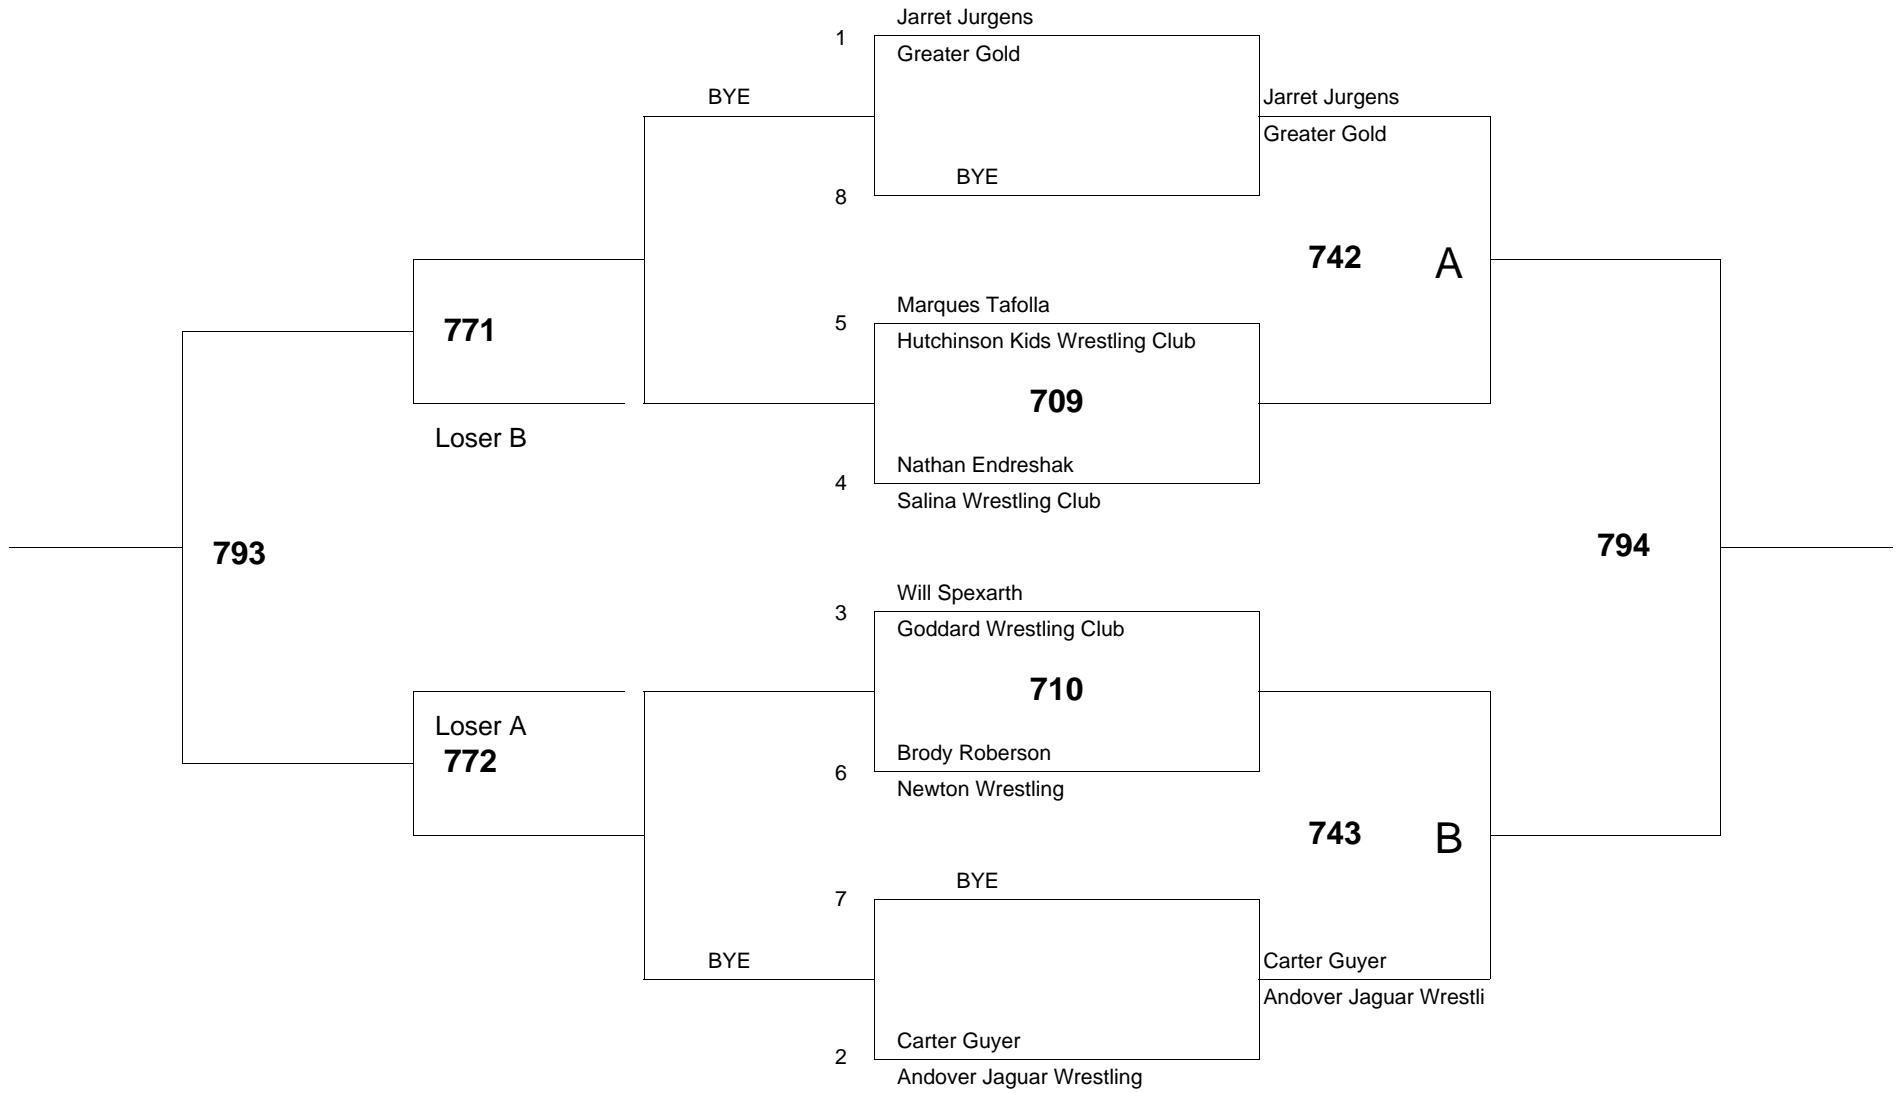 Jarret Jurgens
1
Greater Gold
BYE
Jarret Jurgens
Greater Gold
BYE
8
742 A
Marques Tafolla
5
771
Hutchinson Kids Wrestling Club
709
Loser B
Nathan Endreshak
4
Salina Wrestling Club
793
794
Will Spexarth
3
Goddard Wrestling Club
710
Loser A
772
Brody Roberson
6
Newton Wrestling
743 B
BYE
7
BYE
Carter Guyer
Andover Jaguar Wrestli
Carter Guyer
2
Andover Jaguar Wrestling